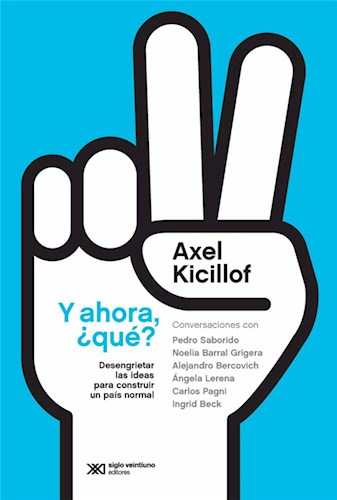 Axel
Kicillof
Y ahora,
¿qué?
Desengrietar
las ideas
para construir
un país normal
Conversaciones con
Pedro Saborido
Noelia Barral Grigera
Alejandro Bercovich
Ángela Lerena
Carlos Pagni
Ingrid Beck
siglo veintiuno
editores